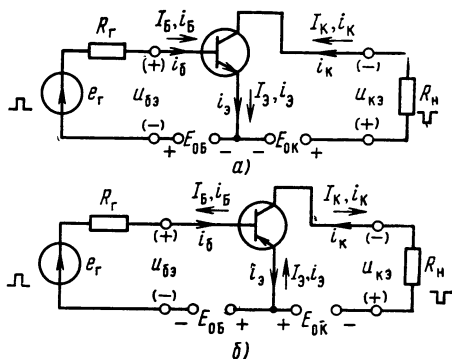 I_Б, i_Б I_К, i_К
R_г (+) i_б i_к (−)
e_г u_бэ i_э I_э, i_э u_кэ R_н
(−) E_0Б E_0К (+)
+ − − +
а)
I_Б, i_Б I_К, i_К
R_г (+) i_б i_к (−)
e_г u_бэ i_э I_э, i_э u_кэ R_н
(−) E_0Б E_0К (+)
− + + −
б)